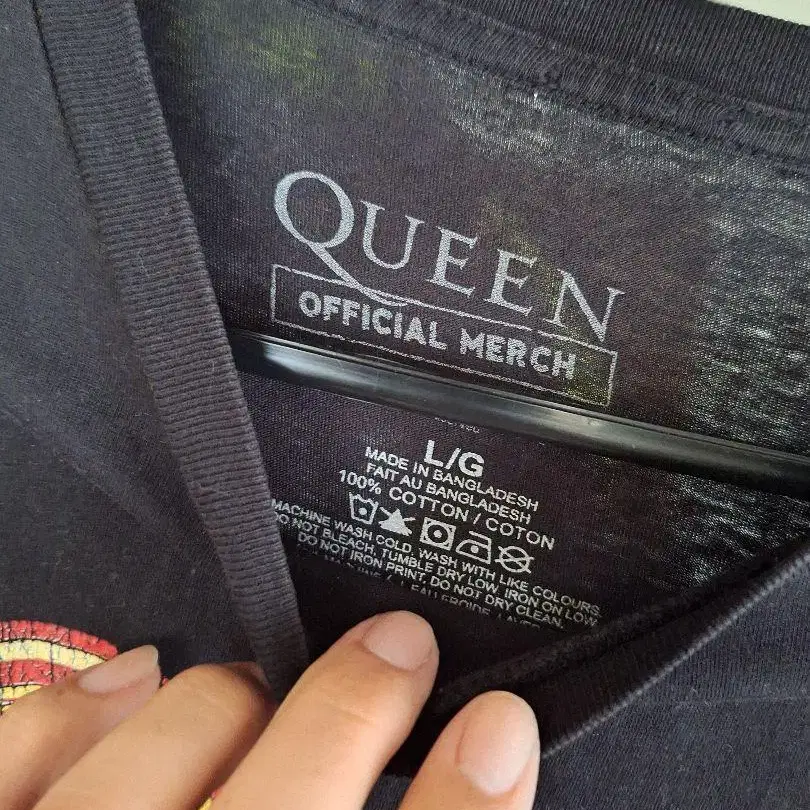 QUEEN
OFFICIAL MERCH
L/G
MADE IN BANGLADESH
FAIT AU BANGLADESH
100% COTTON / COTON
MACHINE WASH COLD, WASH WITH LIKE COLOURS,
DO NOT BLEACH, TUMBLE DRY LOW, IRON ON LOW,
DO NOT IRON PRINT, DO NOT DRY CLEAN.